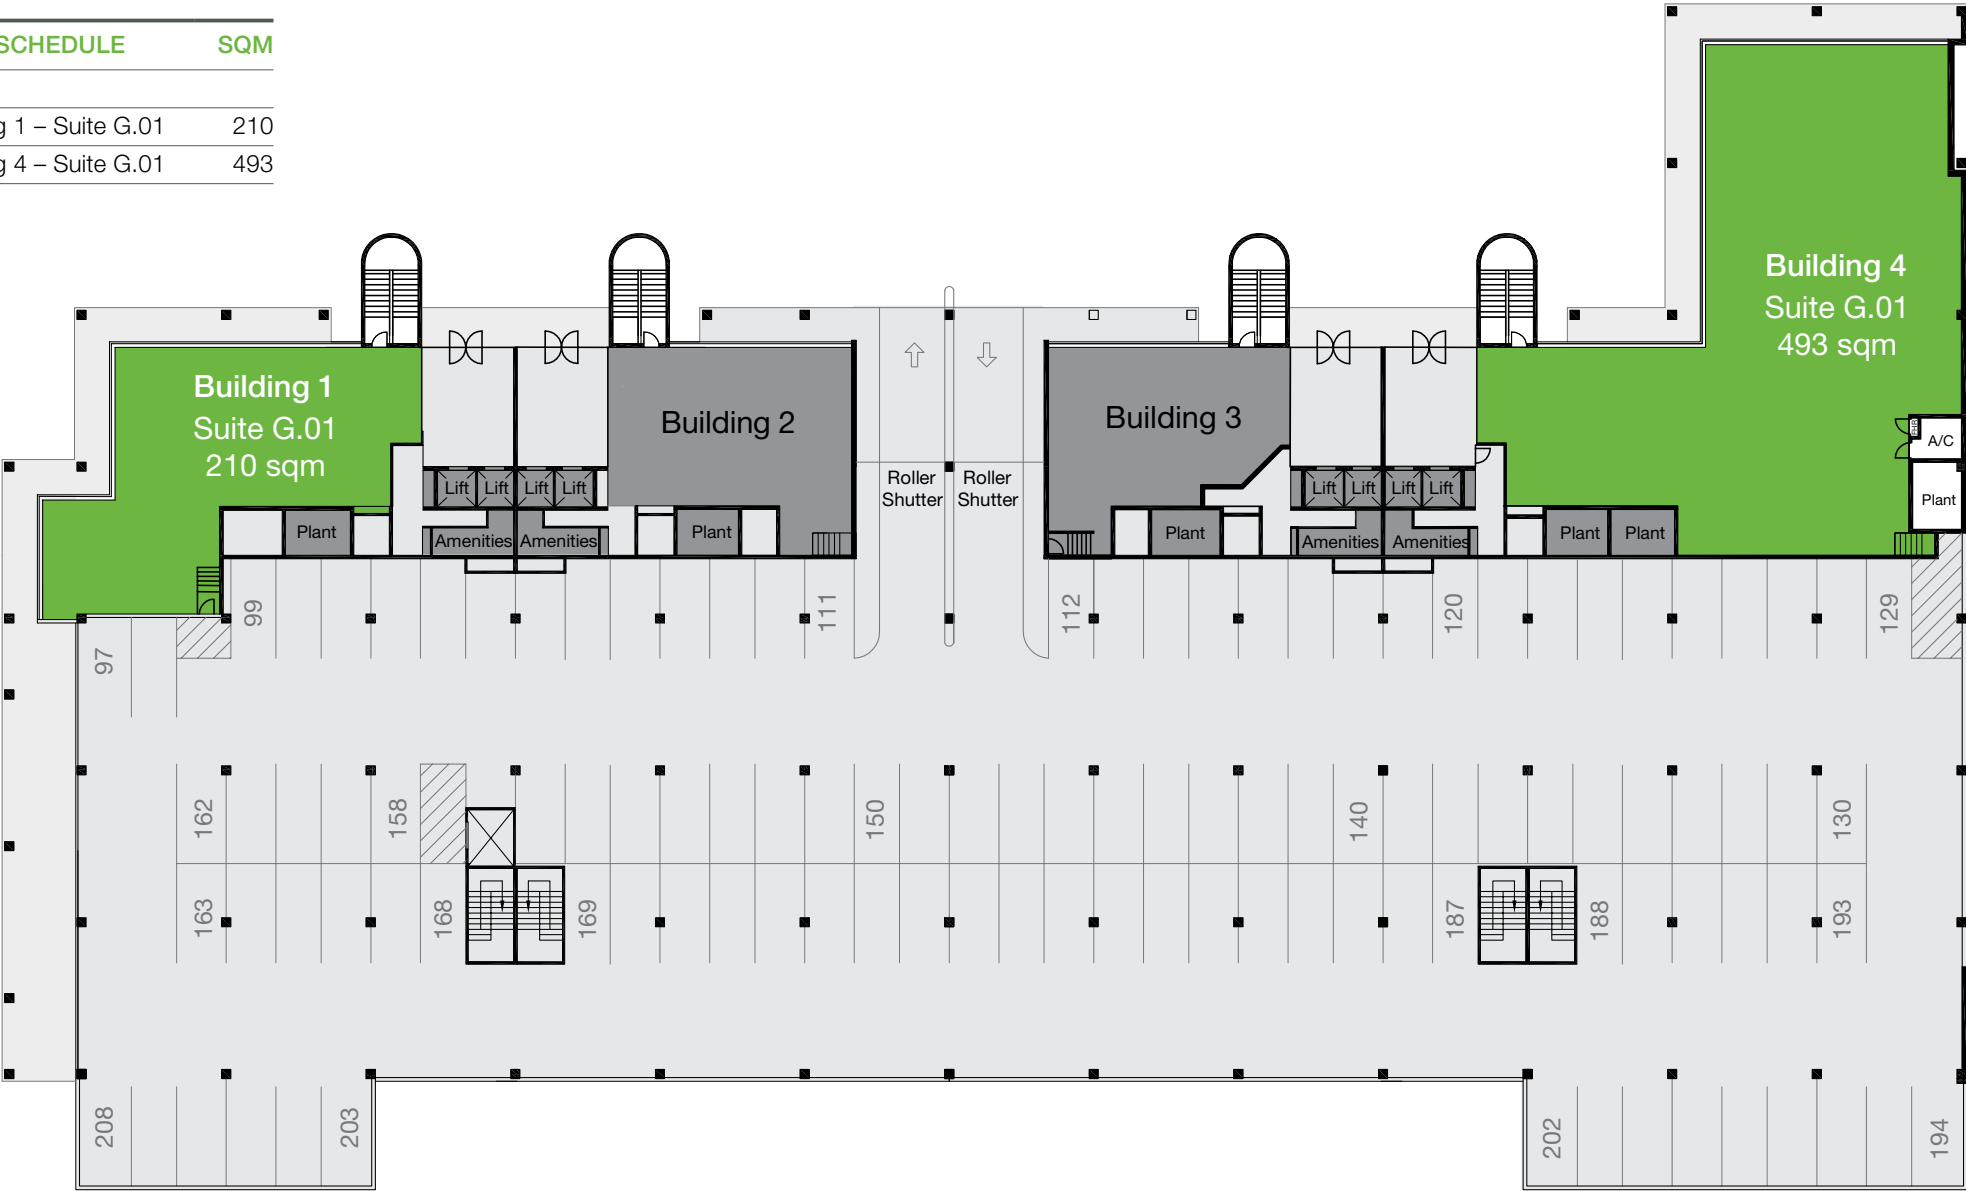 SCHEDULE SQM
g 1 – Suite G.01 210
g 4 – Suite G.01 493
Building 4
Suite G.01
493 sqm
Building 1
Suite G.01
210 sqm
Building 2
Building 3
Roller
Shutter
Roller
Shutter
A/C
FHR
Plant
Lift Lift Lift Lift
Lift Lift Lift Lift
Plant
Amenities Amenities
Plant
Plant
Amenities Amenities
Plant Plant
97
99
111
112
120
129
162
158
150
140
130
163
168
169
187
188
193
208
203
202
194